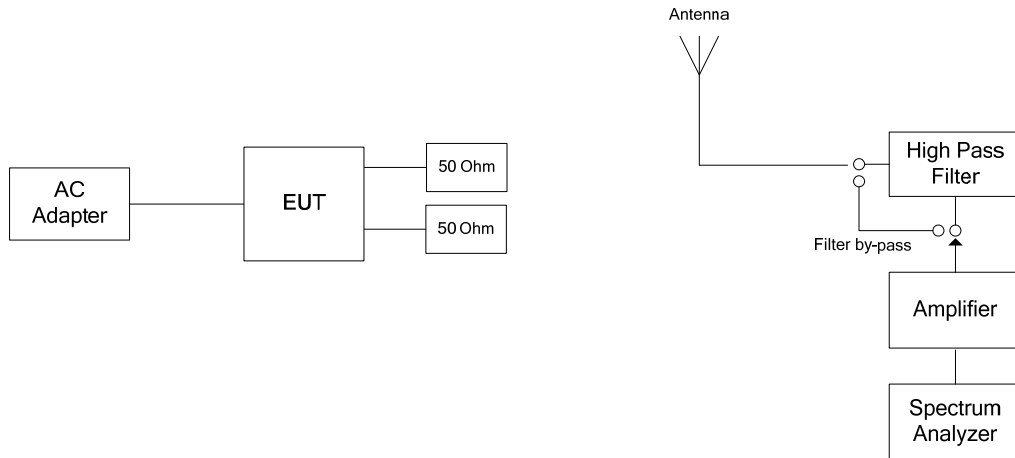 Antenna
High Pass
Filter
AC
Adapter
EUT
50 Ohm
50 Ohm
Filter by-pass
Amplifier
Spectrum
Analyzer